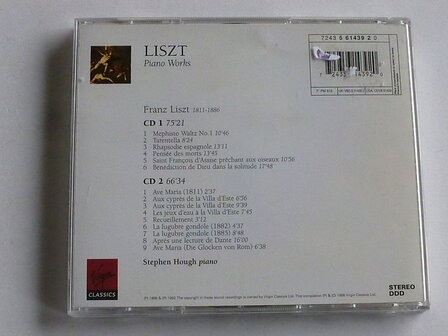 7243 5 61439 2 0
LISZT
Piano Works
Franz Liszt 1811-1886
CD 1 75'21
1 Mephisto Waltz No.1 10'46
2 Tarentella 8'24
3 Rhapsodie espagnole 13'11
4 Pensée des morts 13'45
5 Saint François d'Assise prêchant aux oiseaux 10'56
6 Bénédiction de Dieu dans la solitude 17'48
CD 2 66'34
1 Ave Maria (1811) 2'37
2 Aux cyprès de la Villa d'Este 6'56
3 Aux cyprès de la Villa d'Este 9'39
4 Les jeux d'eau à la Villa d'Este 7'45
5 Recueillement 3'12
6 La lugubre gondole (1882) 4'37
7 La lugubre gondole (1885) 8'48
8 Après une lecture de Dante 16'00
9 Ave Maria (Die Glocken von Rom) 6'38
Stephen Hough piano
Virgin
CLASSICS
STEREO
DDD